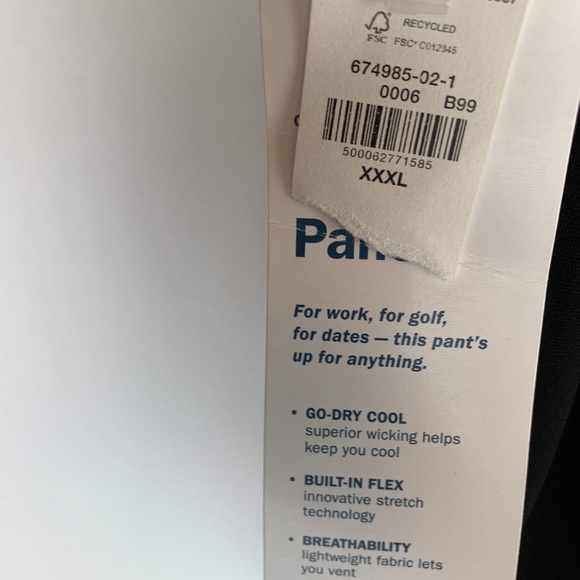 RECYCLED
FSC FSC® C012345
674985-02-1
0006 B99
500062771585
XXXL
For work, for golf,
for dates — this pant's
up for anything.
• GO-DRY COOL
superior wicking helps
keep you cool
• BUILT-IN FLEX
innovative stretch
technology
• BREATHABILITY
lightweight fabric lets
you vent